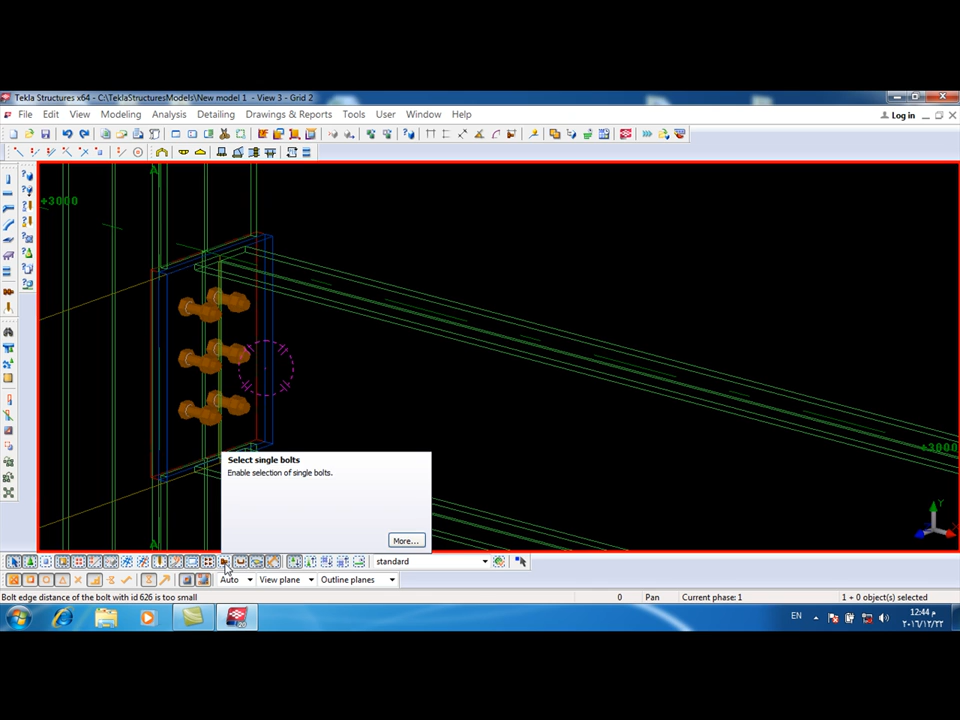 Tekla Structures x64 - C:\TeklaStructuresModels\New model 1 - View 3 - Grid 2
File Edit View Modeling Analysis Detailing Drawings & Reports Tools User Window Help Log in
A
+3000
Select single bolts
Enable selection of single bolts.
+3000
More...
Y
A
standard
Auto View plane Outline planes
Bolt edge distance of the bolt with id 626 is too small 0 Pan Current phase: 1 1 + 0 object(s) selected
EN
12:44 م
٢٠١٦/١٢/٢٢